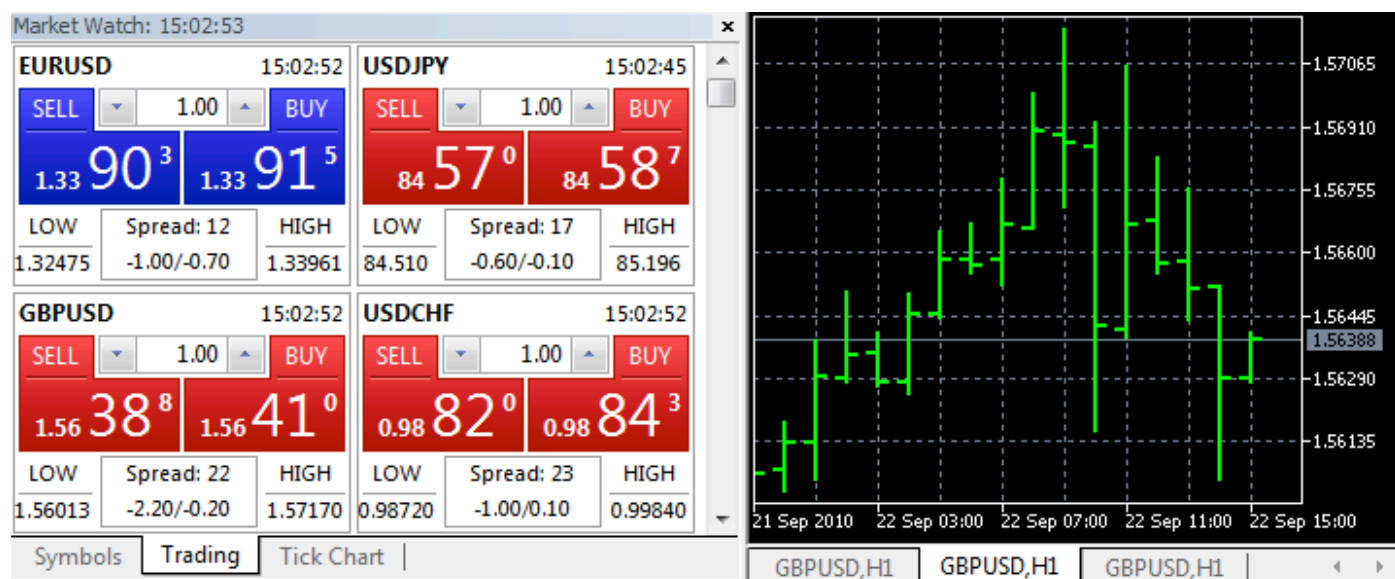 Market Watch: 15:02:53
EURUSD 15:02:52
SELL 1.00 BUY
1.33 90 3 1.33 91 5
LOW Spread: 12 HIGH
1.32475 -1.00/-0.70 1.33961
USDJPY 15:02:45
SELL 1.00 BUY
84 57 0 84 58 7
LOW Spread: 17 HIGH
84.510 -0.60/-0.10 85.196
GBPUSD 15:02:52
SELL 1.00 BUY
1.56 38 8 1.56 41 0
LOW Spread: 22 HIGH
1.56013 -2.20/-0.20 1.57170
USDCHF 15:02:52
SELL 1.00 BUY
0.98 82 0 0.98 84 3
LOW Spread: 23 HIGH
0.98720 -1.00/0.10 0.99840
Symbols Trading Tick Chart
1.57065
1.56910
1.56755
1.56600
1.56445
1.56388
1.56290
1.56135
21 Sep 2010 22 Sep 03:00 22 Sep 07:00 22 Sep 11:00 22 Sep 15:00
GBPUSD,H1 GBPUSD,H1 GBPUSD,H1